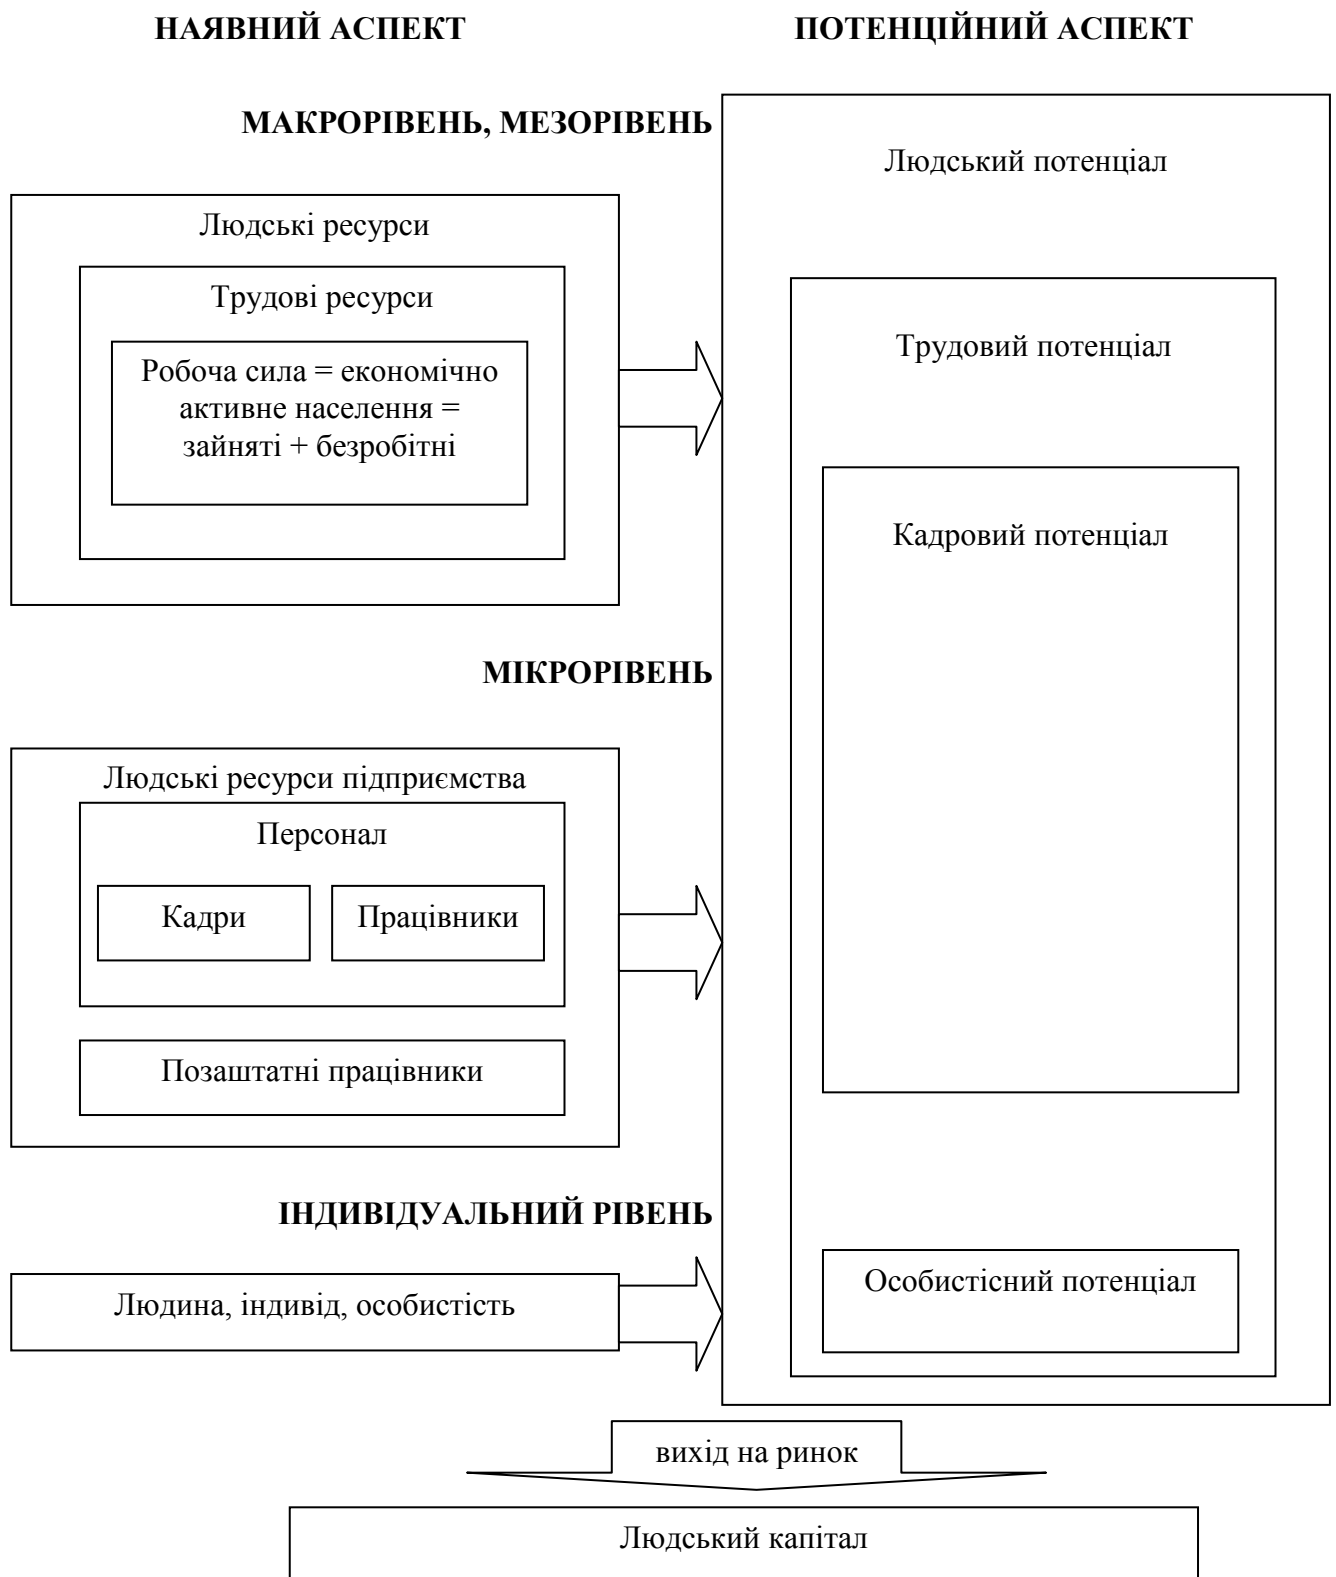 НАЯВНИЙ АСПЕКТ
ПОТЕНЦІЙНИЙ АСПЕКТ
МАКРОРІВЕНЬ, МЕЗОРІВЕНЬ
Людський потенціал
Людські ресурси
Трудові ресурси
Трудовий потенціал
Робоча сила = економічно
активне населення =
зайняті + безробітні
Кадровий потенціал
МІКРОРІВЕНЬ
Людські ресурси підприємства
Персонал
Кадри
Працівники
Позаштатні працівники
ІНДИВІДУАЛЬНИЙ РІВЕНЬ
Людина, індивід, особистість
Особистісний потенціал
вихід на ринок
Людський капітал